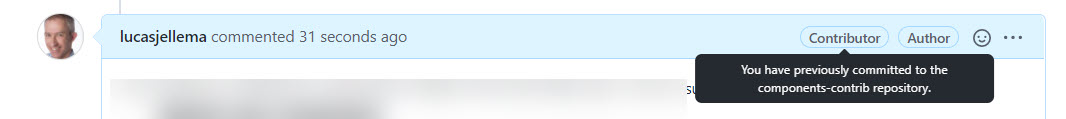 lucasjellema commented 31 seconds ago
Contributor
Author
You have previously committed to the
components-contrib repository.